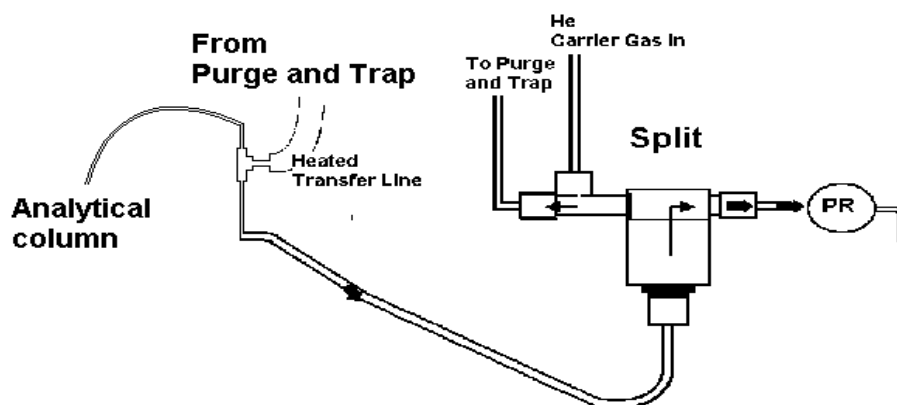 From
Purge and Trap
Heated
Transfer Line
Analytical
column
He
Carrier Gas In
To Purge
and Trap
Split
PR